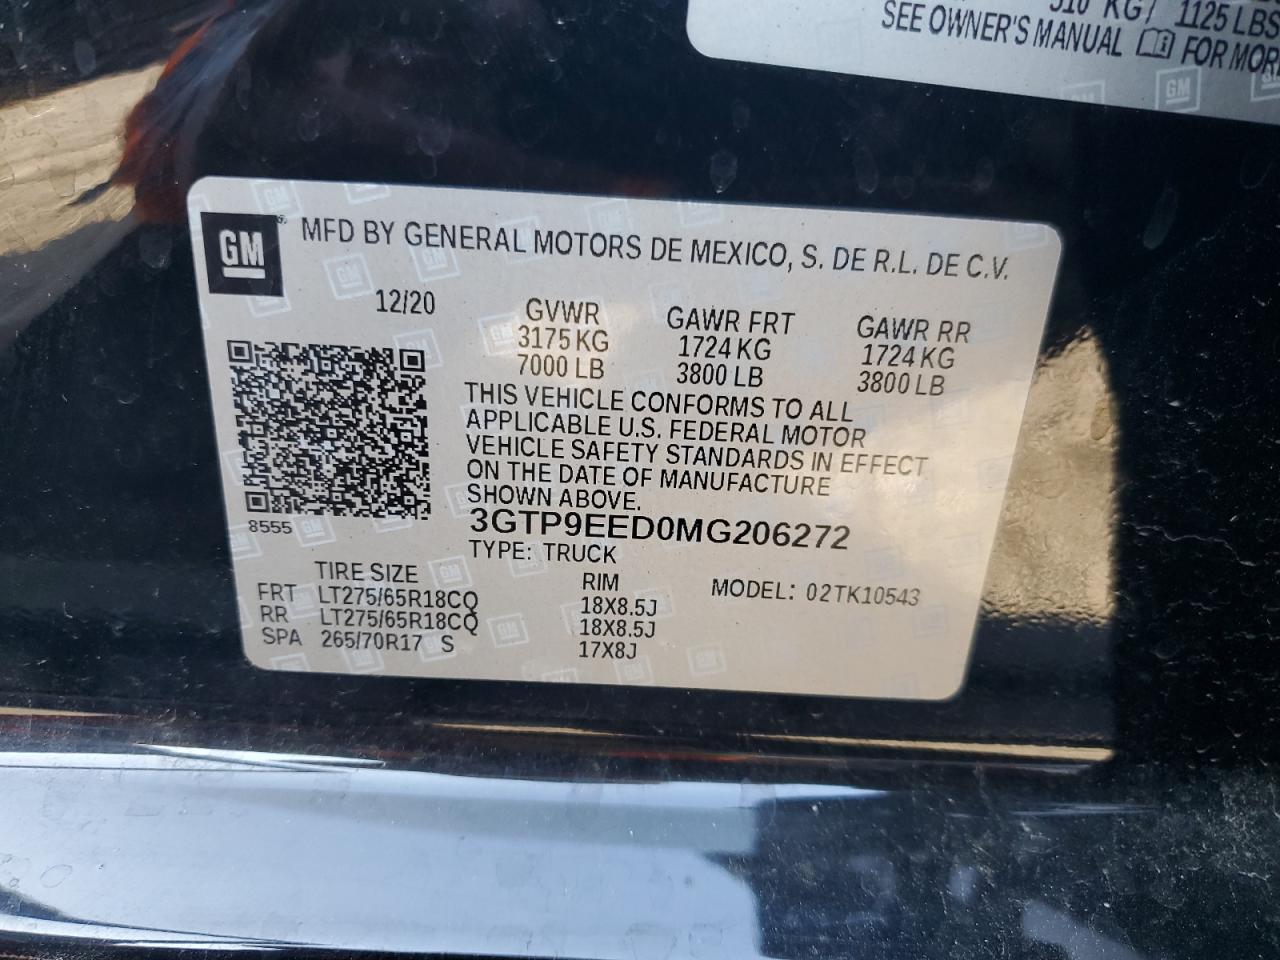 KG / 1125 LBS
SEE OWNER'S MANUAL FOR MORE
GM
GM ® MFD BY GENERAL MOTORS DE MEXICO, S. DE R.L. DE C.V.
12/20 GVWR GAWR FRT GAWR RR
3175 KG 1724 KG 1724 KG
7000 LB 3800 LB 3800 LB
THIS VEHICLE CONFORMS TO ALL
APPLICABLE U.S. FEDERAL MOTOR
VEHICLE SAFETY STANDARDS IN EFFECT
ON THE DATE OF MANUFACTURE
SHOWN ABOVE.
8555
3GTP9EED0MG206272
TYPE: TRUCK
TIRE SIZE RIM MODEL: 02TK10543
FRT LT275/65R18CQ 18X8.5J
RR LT275/65R18CQ 18X8.5J
SPA 265/70R17 S 17X8J